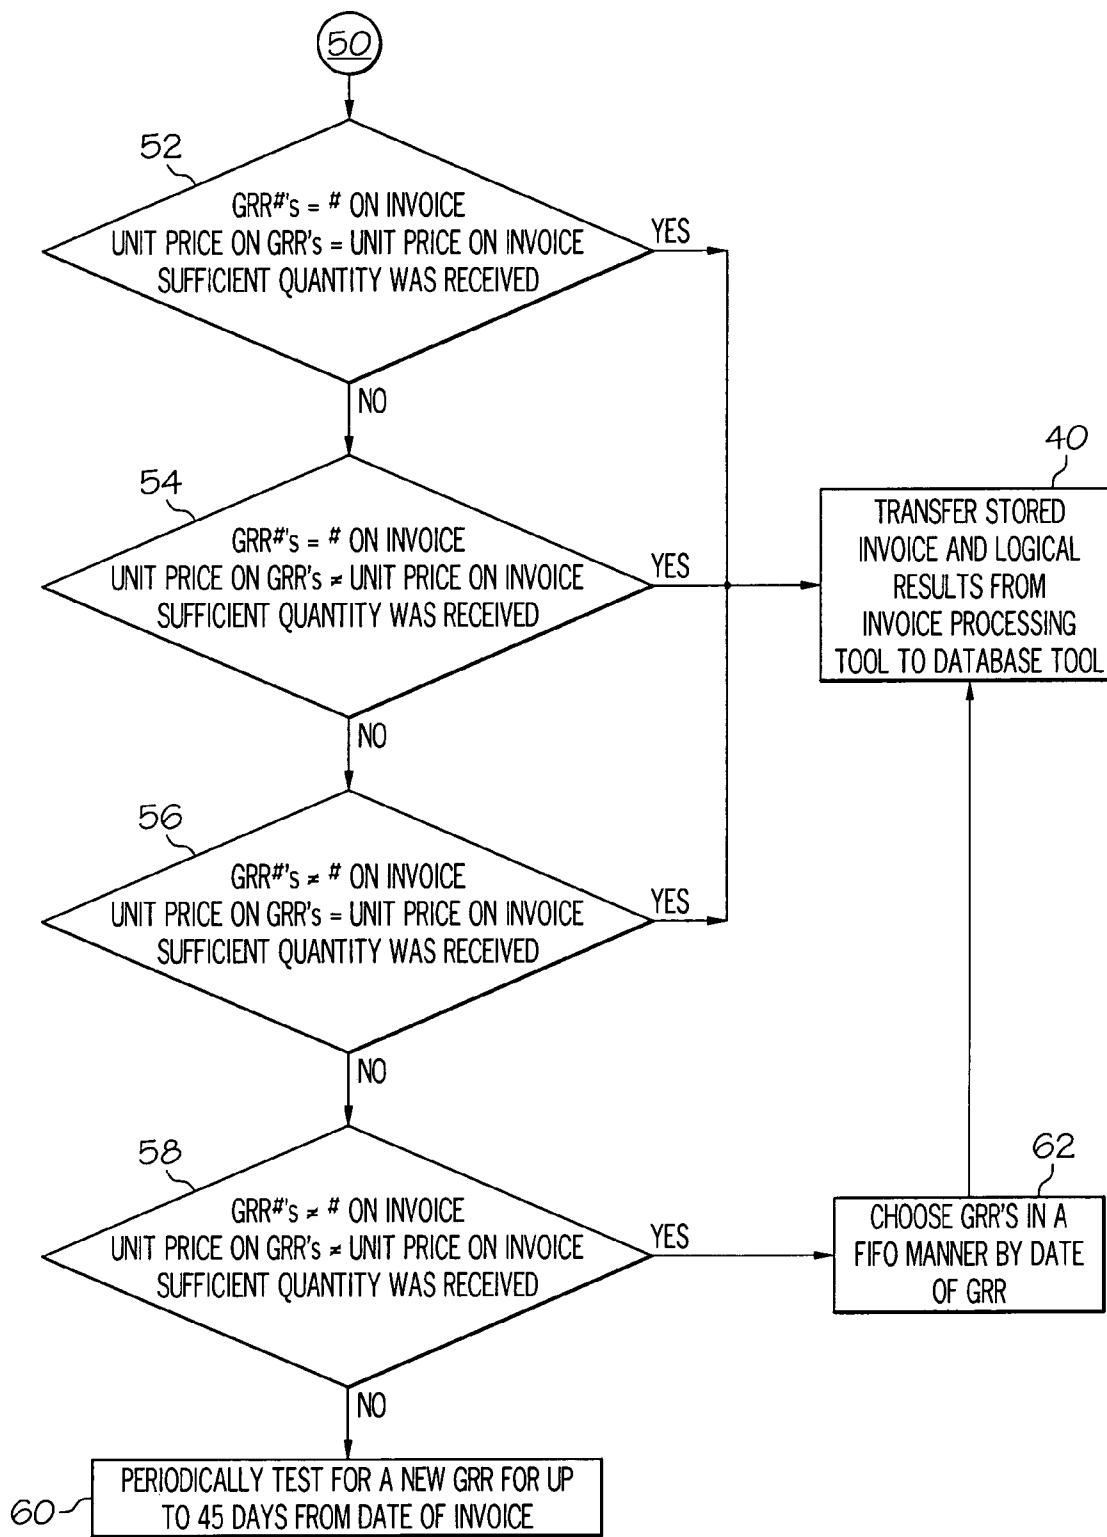 50
52
GRR#'s = # ON INVOICE
UNIT PRICE ON GRR's = UNIT PRICE ON INVOICE
SUFFICIENT QUANTITY WAS RECEIVED
YES
NO
54
GRR#'s = # ON INVOICE
UNIT PRICE ON GRR's ≠ UNIT PRICE ON INVOICE
SUFFICIENT QUANTITY WAS RECEIVED
YES
NO
40
TRANSFER STORED
INVOICE AND LOGICAL
RESULTS FROM
INVOICE PROCESSING
TOOL TO DATABASE TOOL
56
GRR#'s ≠ # ON INVOICE
UNIT PRICE ON GRR's = UNIT PRICE ON INVOICE
SUFFICIENT QUANTITY WAS RECEIVED
YES
NO
58
GRR#'s ≠ # ON INVOICE
UNIT PRICE ON GRR's ≠ UNIT PRICE ON INVOICE
SUFFICIENT QUANTITY WAS RECEIVED
YES
NO
62
CHOOSE GRR'S IN A
FIFO MANNER BY DATE
OF GRR
60
PERIODICALLY TEST FOR A NEW GRR FOR UP
TO 45 DAYS FROM DATE OF INVOICE